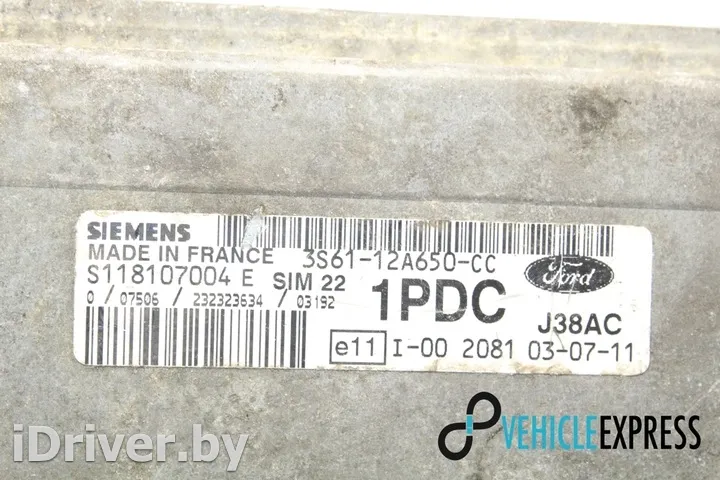 SIEMENS
MADE IN FRANCE 3S61-12A650-CC
S118107004 E SIM 22
0 / 07506 / 232323634 / 03192
1PDC
Ford
J38AC
e11 I-00 2081 03-07-11
VEHICLEEXPRESS
iDriver.by